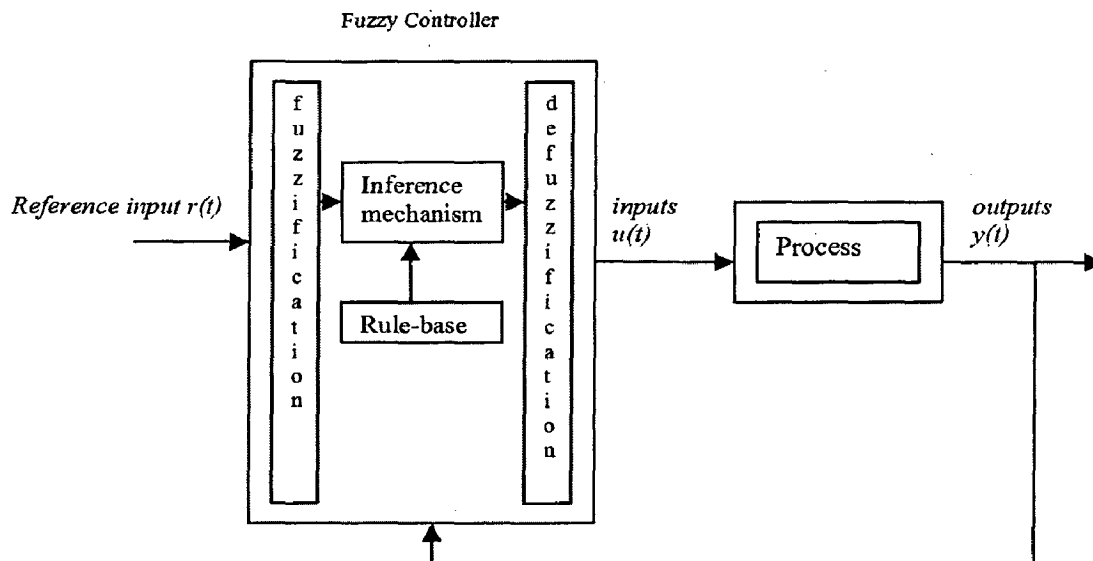 Fuzzy Controller
Reference input r(t)
fuzzification
Inference
mechanism
Rule-base
defuzzification
inputs
u(t)
Process
outputs
y(t)